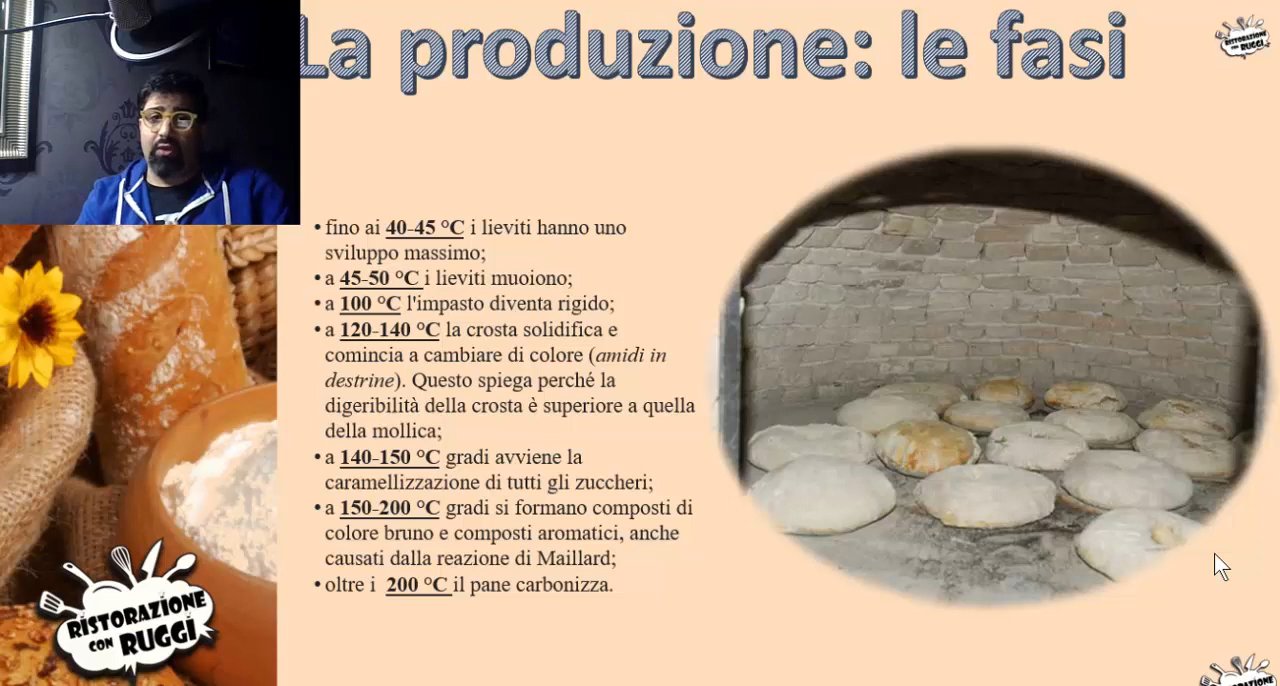 La produzione: le fasi
RISTORAZIONE
CON RUGGI
• fino ai 40-45 °C i lieviti hanno uno
sviluppo massimo;
• a 45-50 °C i lieviti muoiono;
• a 100 °C l'impasto diventa rigido;
• a 120-140 °C la crosta solidifica e
comincia a cambiare di colore (amidi in
destrine). Questo spiega perché la
digeribilità della crosta è superiore a quella
della mollica;
• a 140-150 °C gradi avviene la
caramellizzazione di tutti gli zuccheri;
• a 150-200 °C gradi si formano composti di
colore bruno e composti aromatici, anche
causati dalla reazione di Maillard;
• oltre i 200 °C il pane carbonizza.
RISTORAZIONE
CON RUGGI